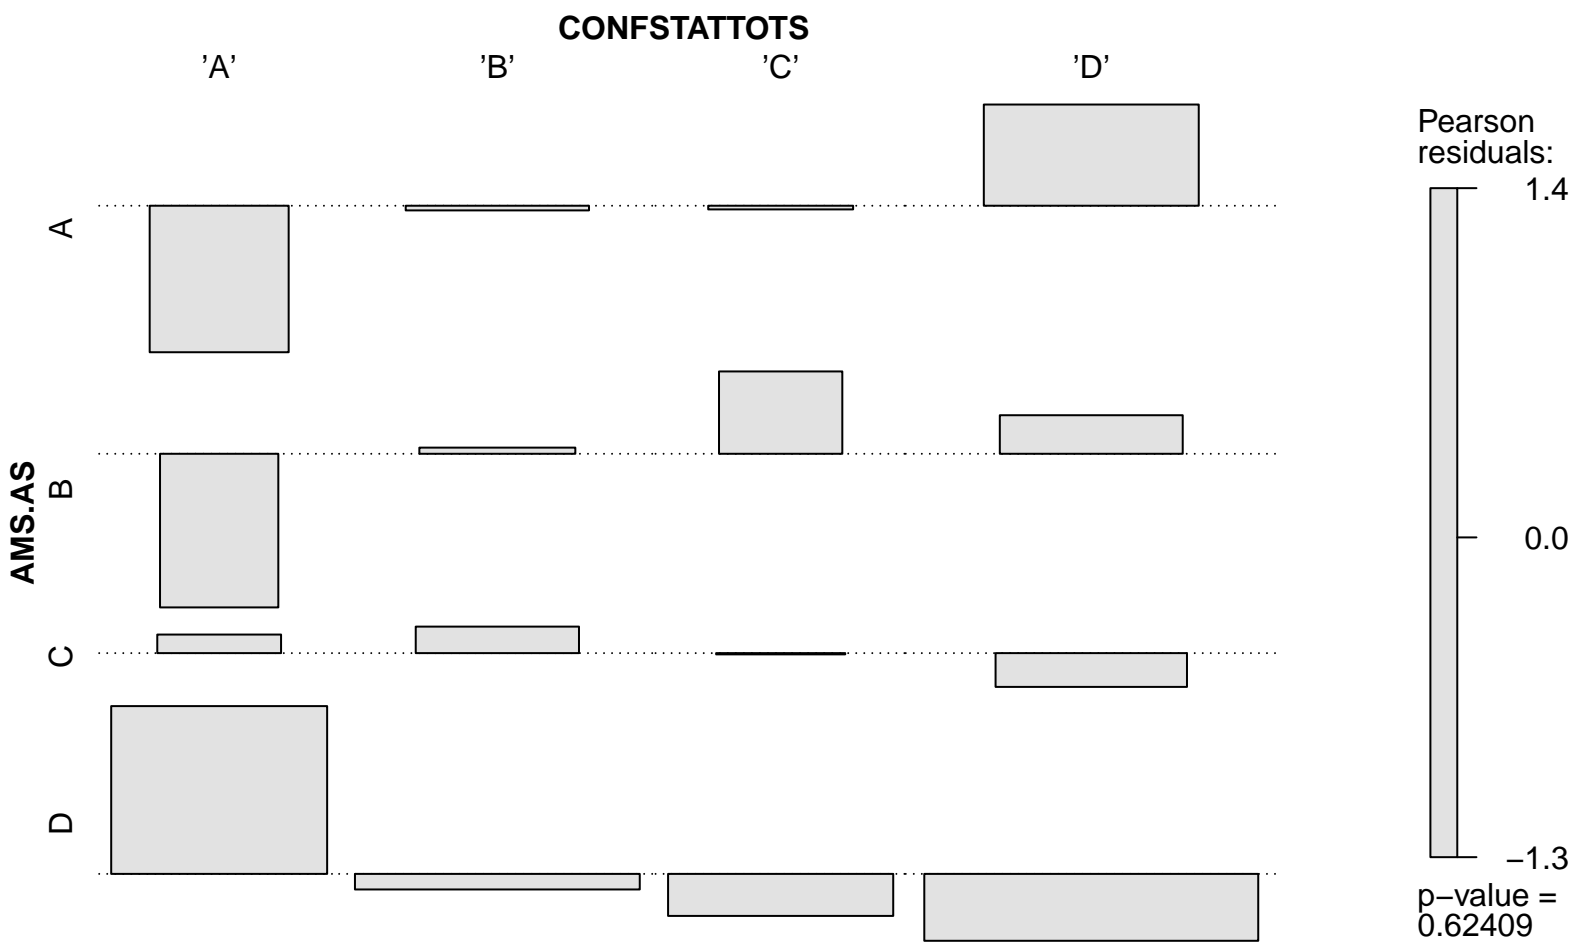 CONFSTATTOTS
’A’ ’B’ ’C’ ’D’
AMS.AS
A
B
C
D
Pearson
residuals:
1.4
0.0
−1.3
p−value =
0.62409